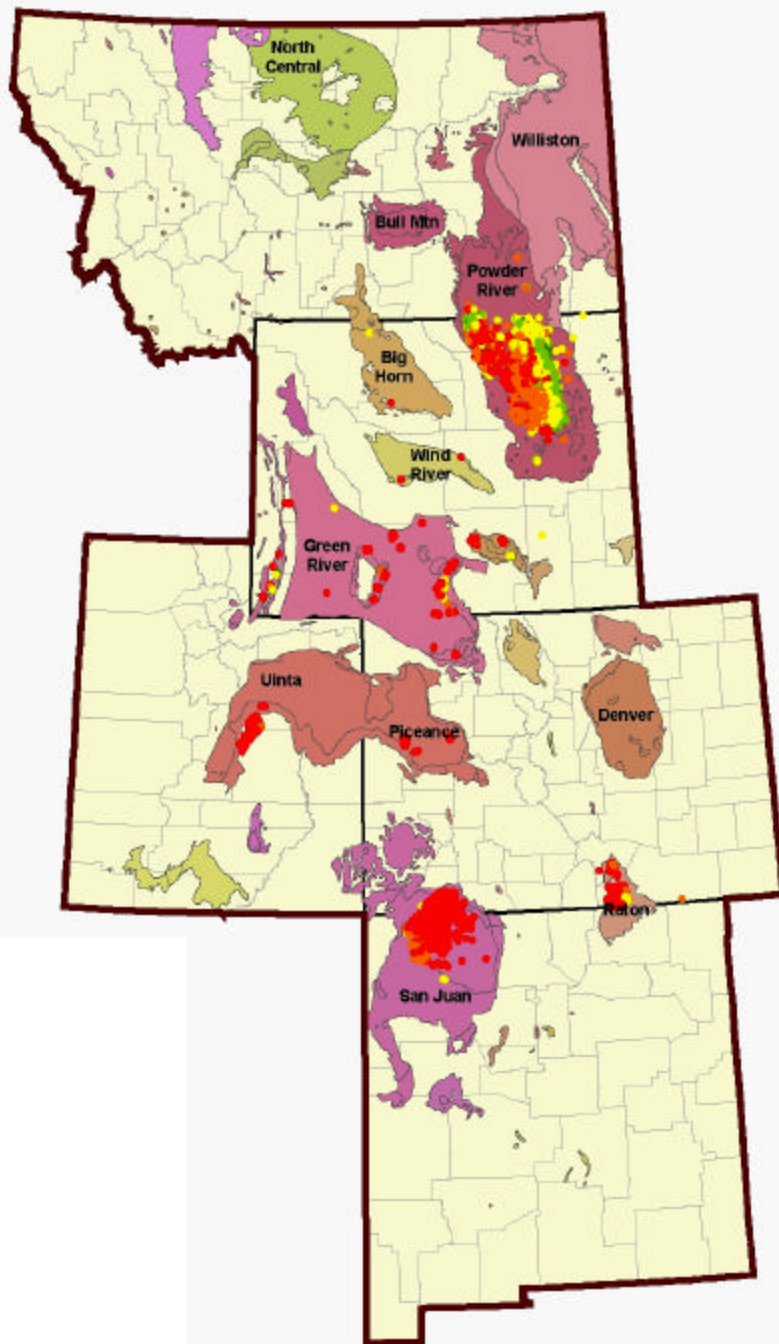 North
Central
Williston
Bull Mtn
Powder
River
Big
Horn
Wind
River
Green
River
Uinta
Piceance
Denver
Raton
San Juan